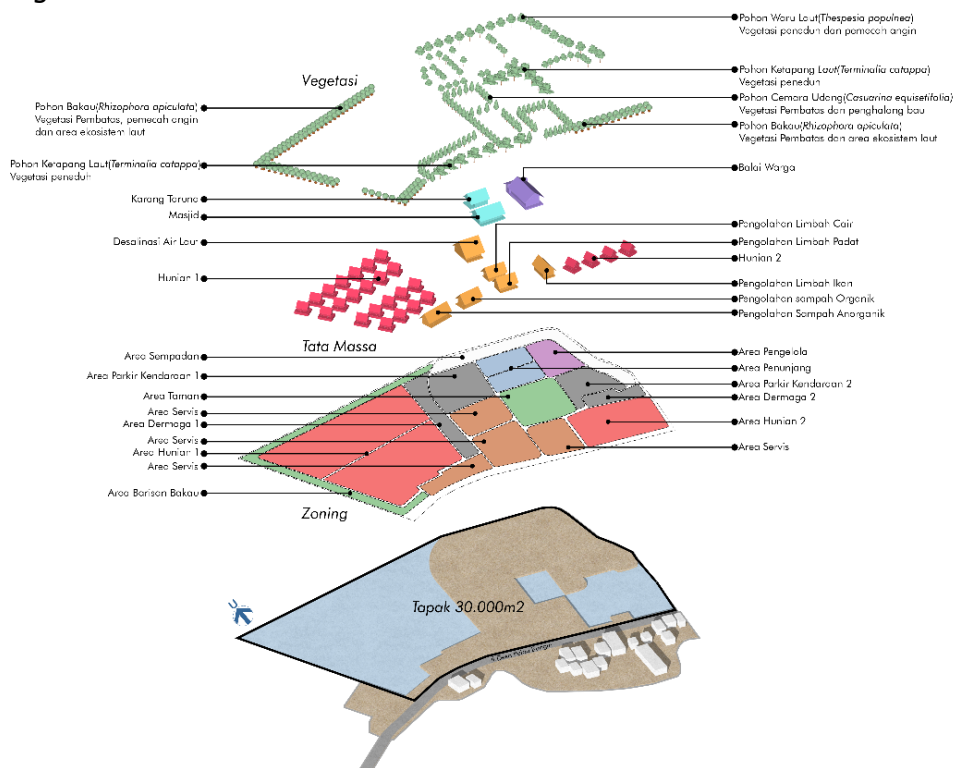 Pohon Waru Laut(Thespesia populnea)
Vegetasi peneduh dan pemecah angin
Vegetasi
Pohon Ketapang Laut(Terminalia catappa)
Vegetasi peneduh
Pohon Bakau(Rhizophora apiculata)
Vegetasi Pembatas, pemecah angin
dan area ekosistem laut
Pohon Cemara Udang(Casuarina equisetifolia)
Vegetasi Pembatas dan penghalang bau
Pohon Bakau(Rhizophora apiculata)
Vegetasi Pembatas dan area ekosistem laut
Pohon Ketapang Laut(Terminalia catappa)
Vegetasi peneduh
Balai Warga
Karang Taruna
Masjid
Pengolahan Limbah Cair
Desalinasi Air Laut
Pengolahan Limbah Padat
Hunian 2
Hunian 1
Pengolahan Limbah Ikan
Pengolahan sampah Organik
Pengolahan Sampah Anorganik
Tata Massa
Area Sempadan
Area Pengelola
Area Penunjang
Area Parkir Kendaraan 1
Area Parkir Kendaraan 2
Area Taman
Area Dermaga 2
Area Servis
Area Dermaga 1
Area Hunian 2
Area Servis
Area Hunian 1
Area Servis
Area Servis
Area Barisan Bakau
Zoning
Tapak 30.000m2
U